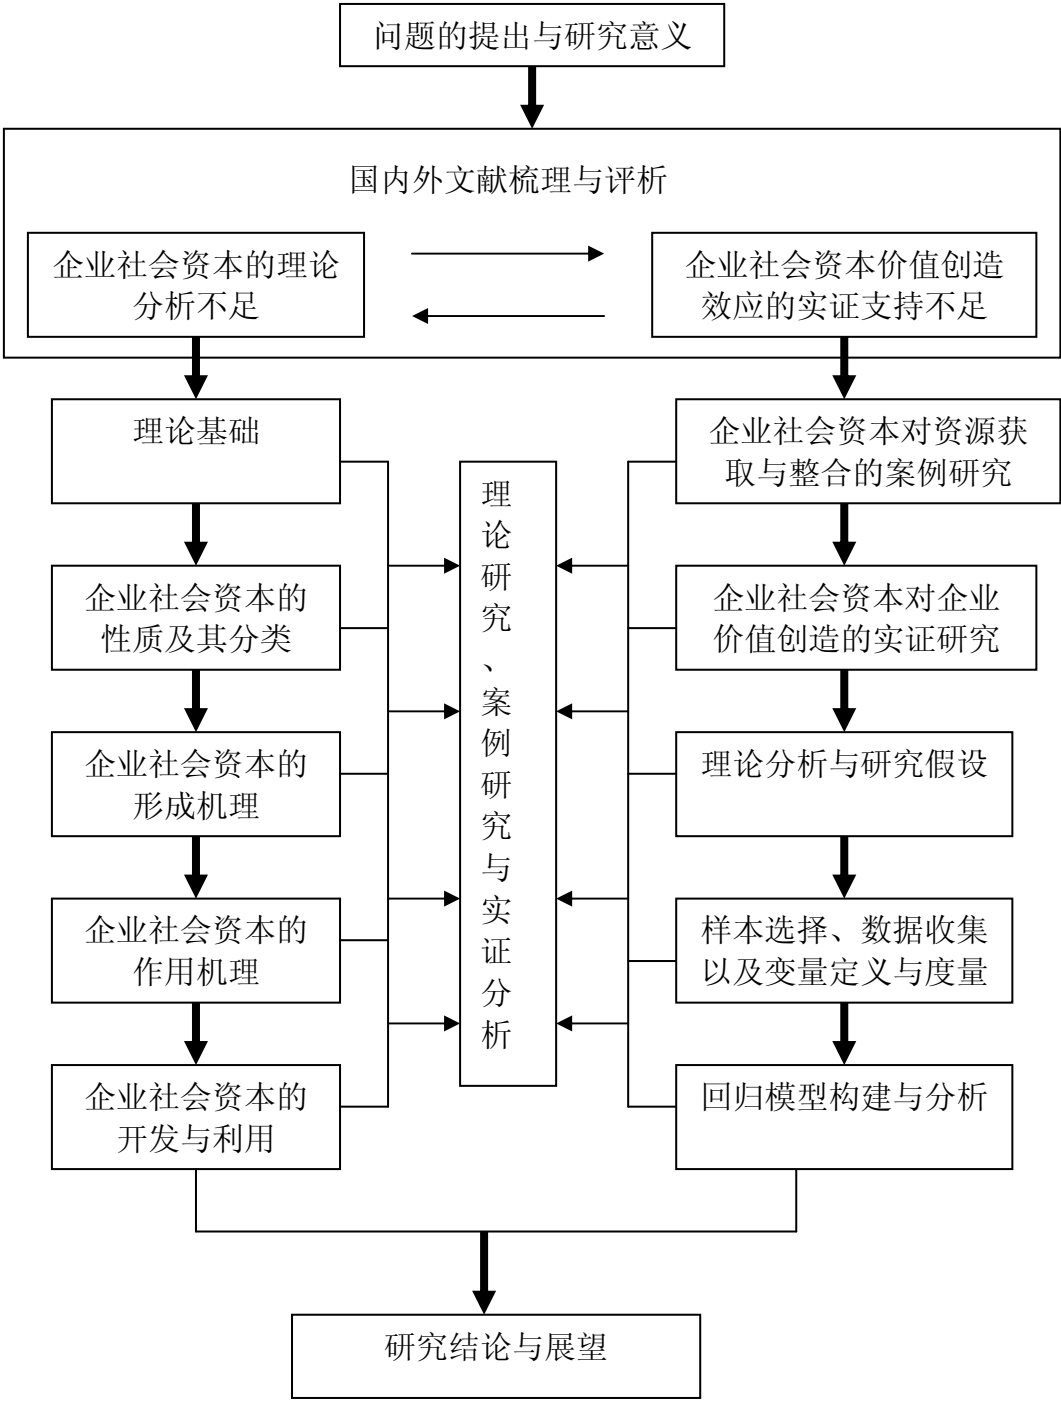 问题的提出与研究意义
国内外文献梳理与评析
企业社会资本的理论
分析不足
企业社会资本价值创造
效应的实证支持不足
理论基础
企业社会资本的
性质及其分类
企业社会资本的
形成机理
企业社会资本的
作用机理
企业社会资本的
开发与利用
理论研究、案例研究与实证分析
企业社会资本对资源获
取与整合的案例研究
企业社会资本对企业
价值创造的实证研究
理论分析与研究假设
样本选择、数据收集
以及变量定义与度量
回归模型构建与分析
研究结论与展望